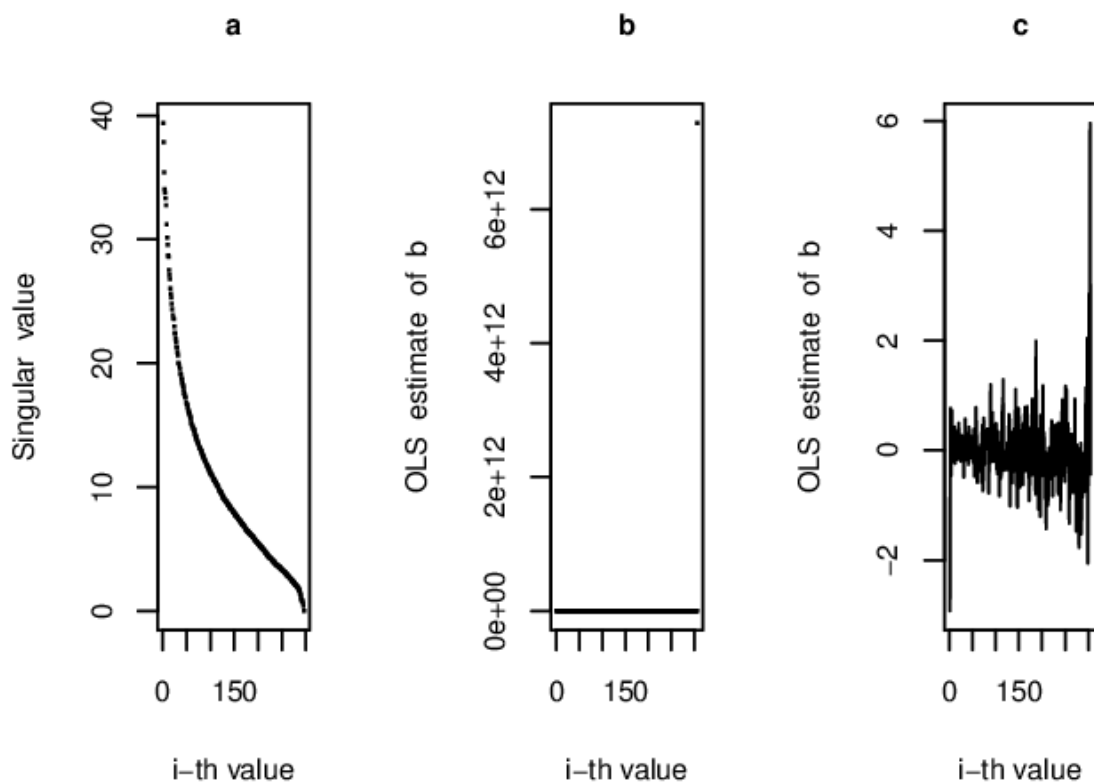 a
b
c
Singular value
0
10
20
30
40
0
150
i−th value
OLS estimate of b
0e+00
2e+12
4e+12
6e+12
0
150
i−th value
OLS estimate of b
−2
0
2
4
6
0
150
i−th value